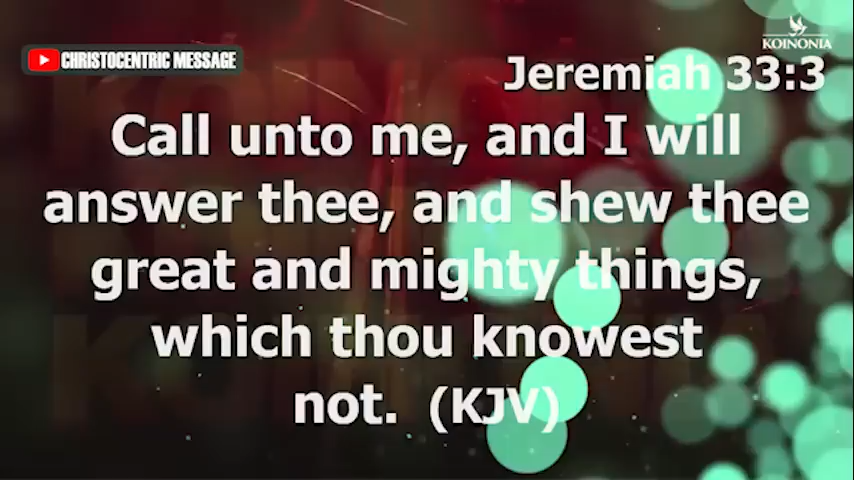 KOINONIA
CHRISTOCENTRIC MESSAGE
Jeremiah 33:3
Call unto me, and I will
answer thee, and shew thee
great and mighty things,
which thou knowest
not. (KJV)